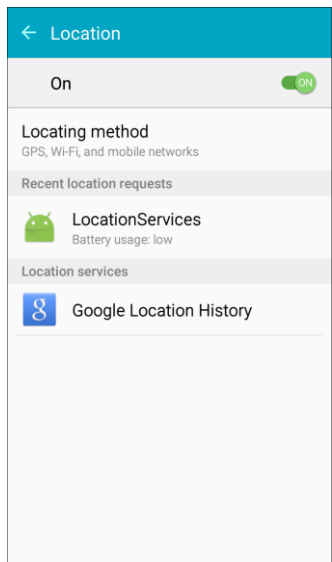 Location
On
ON
Locating method
GPS, Wi-Fi, and mobile networks
Recent location requests
LocationServices
Battery usage: low
Location services
8
Google Location History